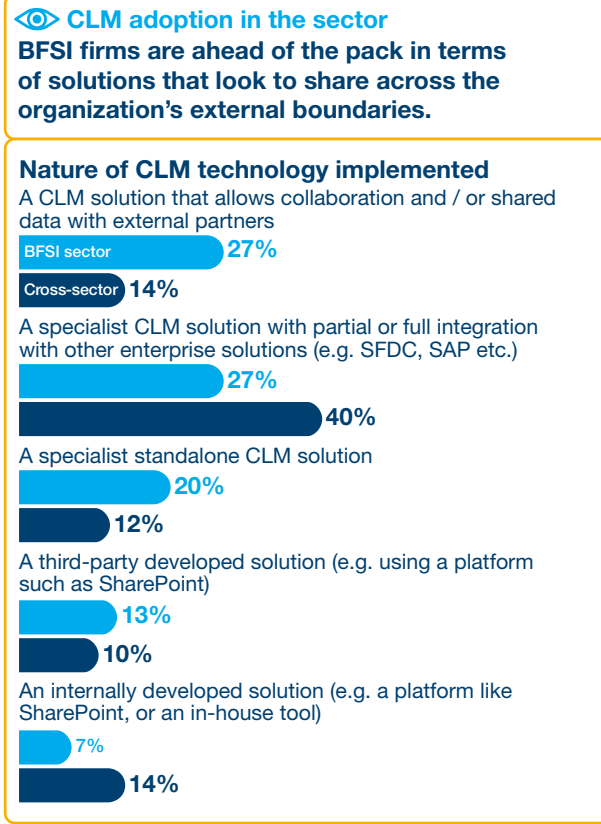 CLM adoption in the sector
BFSI firms are ahead of the pack in terms
of solutions that look to share across the
organization's external boundaries.
Nature of CLM technology implemented
A CLM solution that allows collaboration and / or shared
data with external partners
BFSI sector 27%
Cross-sector 14%
A specialist CLM solution with partial or full integration
with other enterprise solutions (e.g. SFDC, SAP etc.)
27%
40%
A specialist standalone CLM solution
20%
12%
A third-party developed solution (e.g. using a platform
such as SharePoint)
13%
10%
An internally developed solution (e.g. a platform like
SharePoint, or an in-house tool)
7%
14%